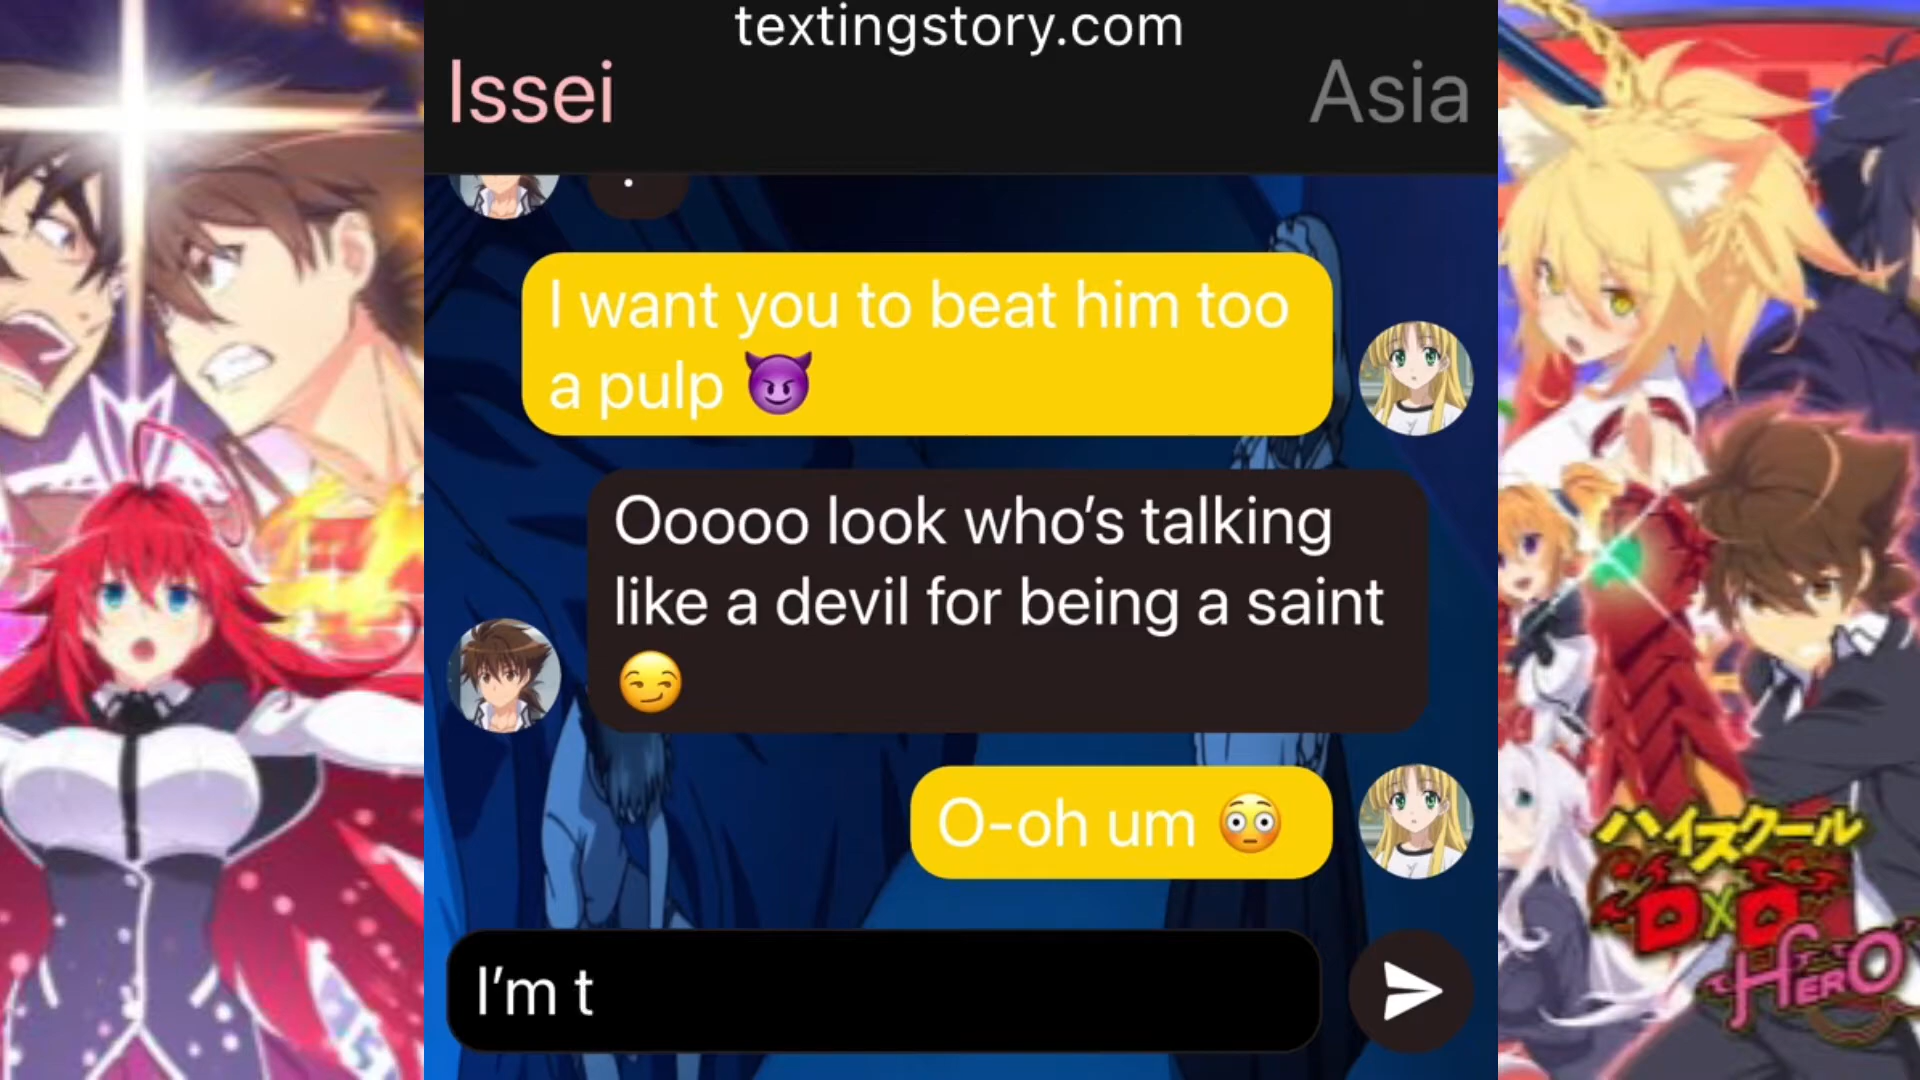 textingstory.com
Issei
Asia
I want you to beat him too
a pulp 😈
Ooooo look who's talking
like a devil for being a saint
😏
O-oh um 😳
I'm t
ハイスクール
D×D
HERO